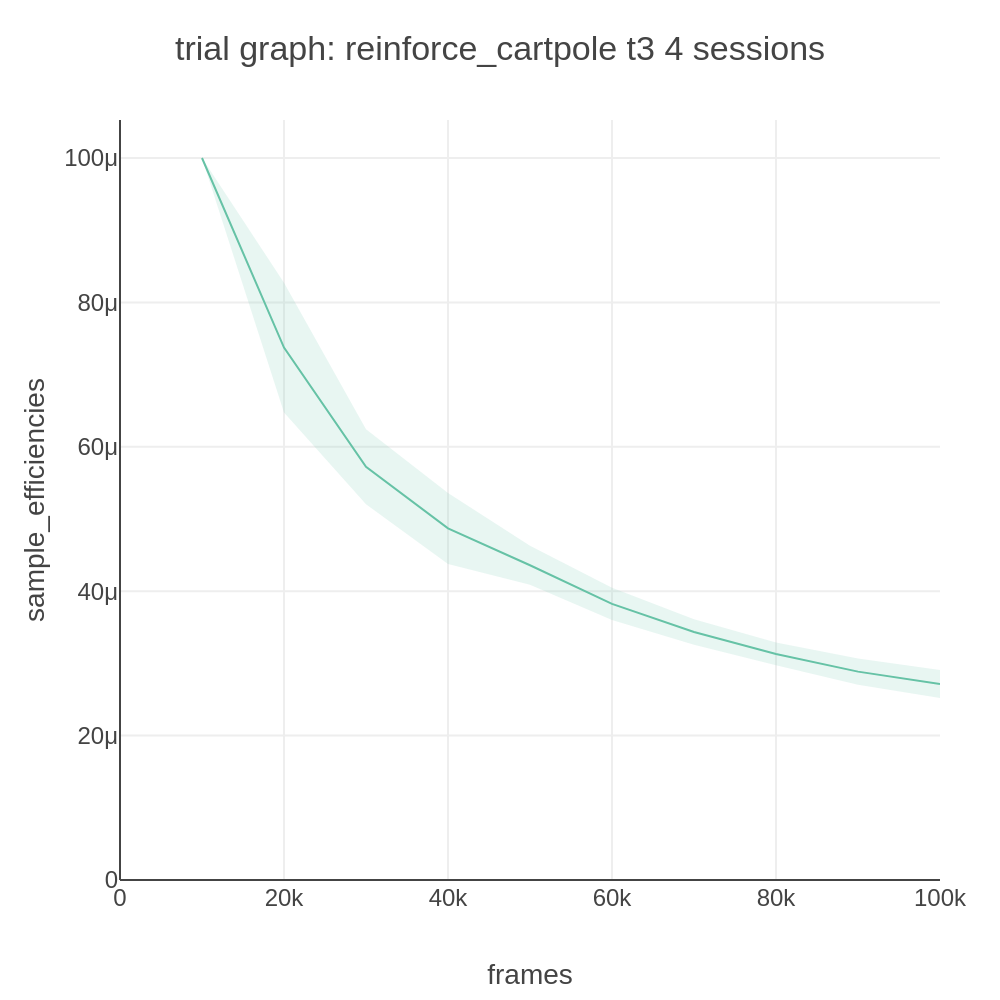 trial graph: reinforce_cartpole t3 4 sessions
100μ
80μ
60μ
40μ
20μ
0
sample_efficiencies
0 20k 40k 60k 80k 100k
frames